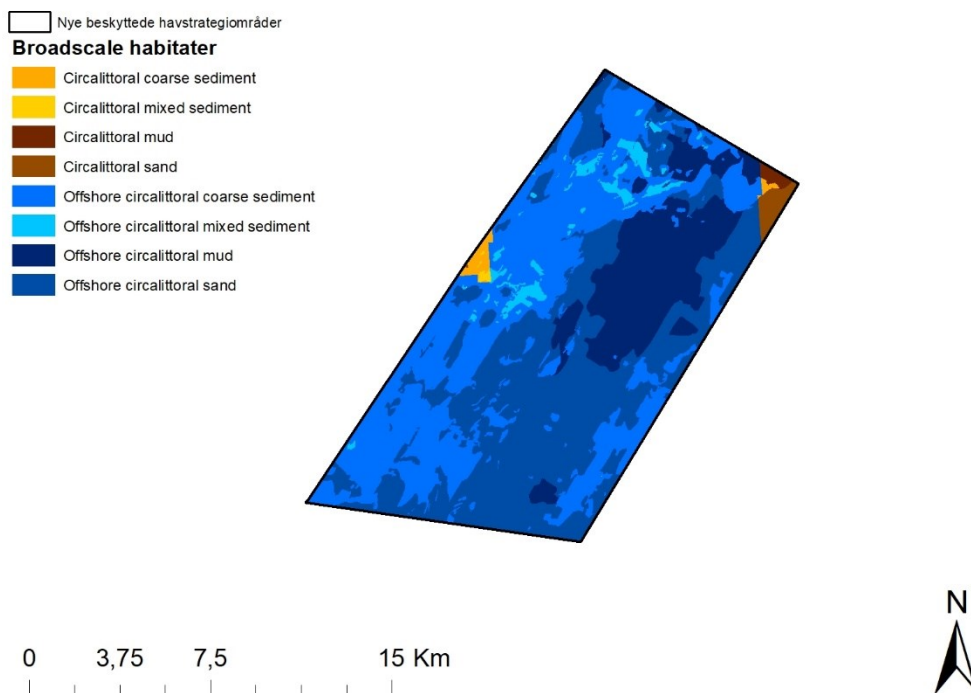 Nye beskyttede havstrategiområder
Broadscale habitater
Circalittoral coarse sediment
Circalittoral mixed sediment
Circalittoral mud
Circalittoral sand
Offshore circalittoral coarse sediment
Offshore circalittoral mixed sediment
Offshore circalittoral mud
Offshore circalittoral sand
N
0 3,75 7,5 15 Km